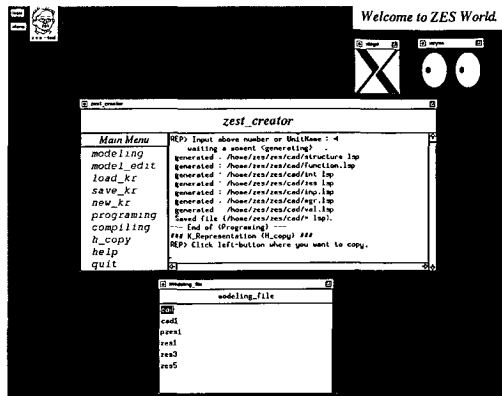 Welcome to ZES World.
zest_creator
zest_creator
Main Menu
modeling
model_edit
load_kr
save_kr
new_kr
programing
compiling
h_copy
help
quit
REP> Input above number or UnitName : 4
waiting a moment <generating> .
generated : /home/zes/zes/cad/structure lsp
generated : /home/zes/zes/cad/function.lsp
generated : /home/zes/zes/cad/int lsp
generated : /home/zes/zes/cad/zes lsp
generated : /home/zes/zes/cad/inp.lsp
generated : /home/zes/zes/cad/mgr.lsp
generated /home/zes/zes/cad/val.lsp
Saved file (/home/zes/zes/cad/* lsp).
--- End of (Programing) ---
### K_Representation (H_copy) ###
REP> Click left-button where you want to copy.
modeling_file
modeling_file
cad
cad1
pzes1
zes1
zes3
zes5